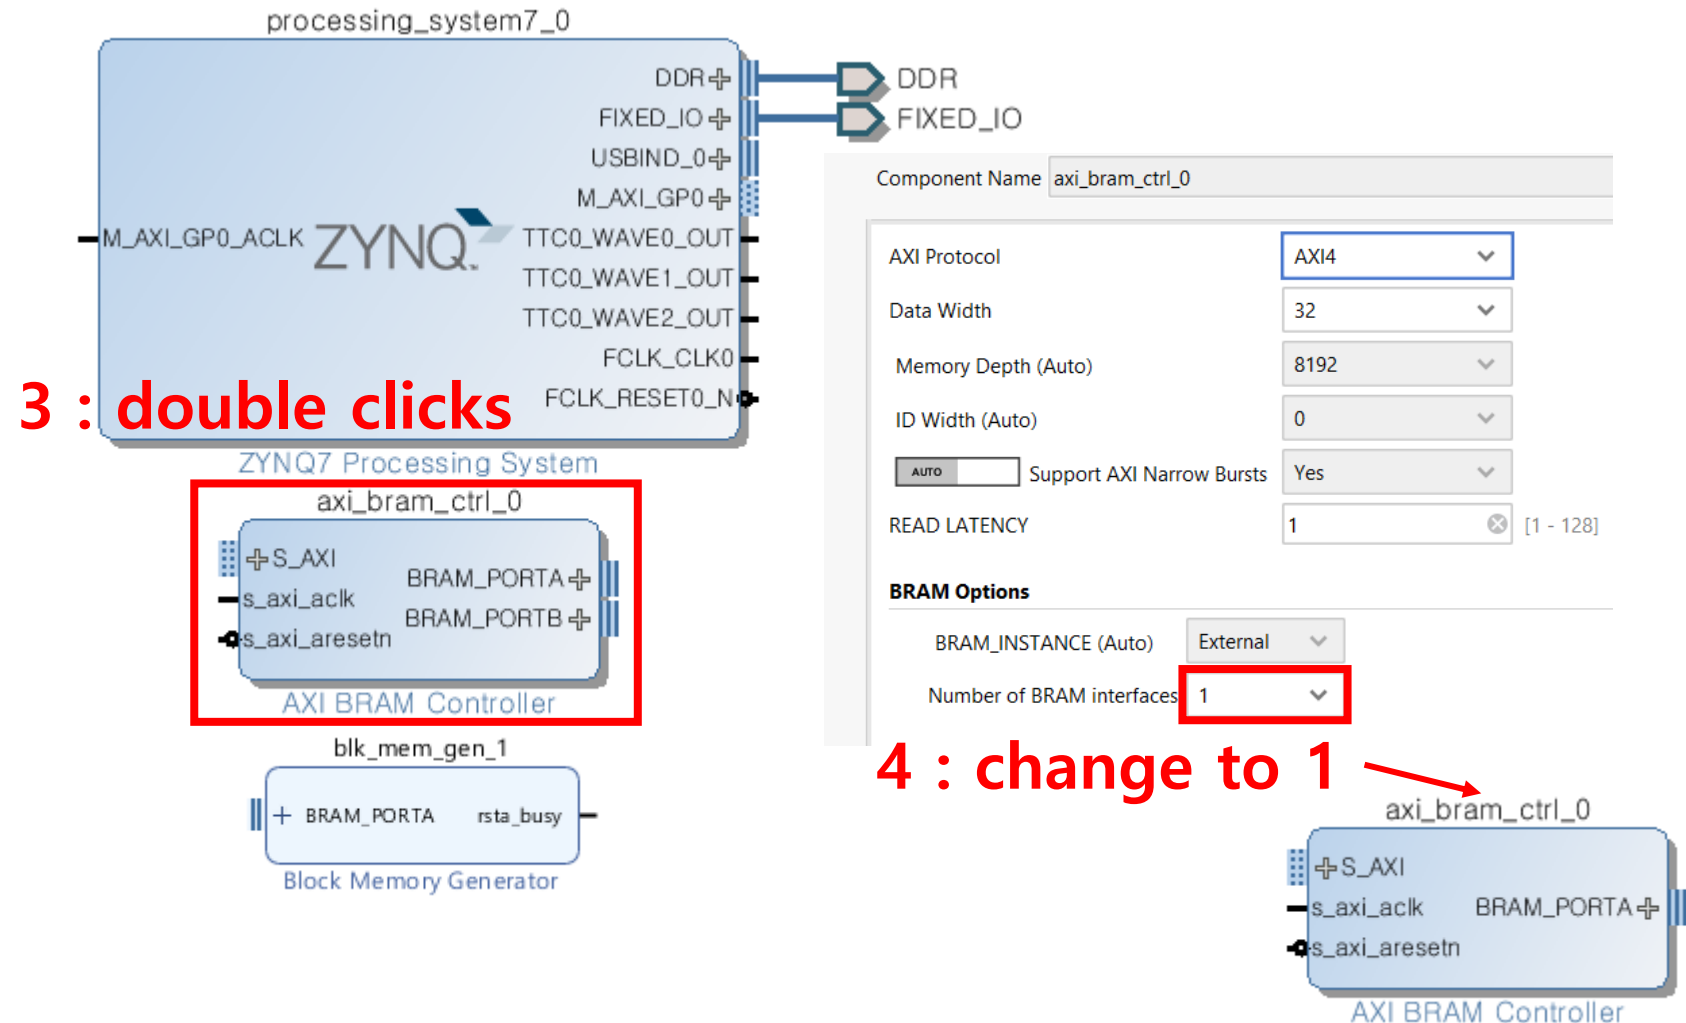 processing_system7_0
DDR
FIXED_IO
USBIND_0
M_AXI_GP0
M_AXI_GP0_ACLK
ZYNQ
TTC0_WAVE0_OUT
TTC0_WAVE1_OUT
TTC0_WAVE2_OUT
FCLK_CLK0
FCLK_RESET0_N
ZYNQ7 Processing System
DDR
FIXED_IO
3 : double clicks
axi_bram_ctrl_0
S_AXI
s_axi_aclk
s_axi_aresetn
BRAM_PORTA
BRAM_PORTB
AXI BRAM Controller
blk_mem_gen_1
BRAM_PORTA rsta_busy
Block Memory Generator
Component Name axi_bram_ctrl_0
AXI Protocol AXI4
Data Width 32
Memory Depth (Auto) 8192
ID Width (Auto) 0
AUTO Support AXI Narrow Bursts Yes
READ LATENCY 1 [1 - 128]
BRAM Options
BRAM_INSTANCE (Auto) External
Number of BRAM interfaces 1
4 : change to 1
axi_bram_ctrl_0
S_AXI
s_axi_aclk BRAM_PORTA
s_axi_aresetn
AXI BRAM Controller